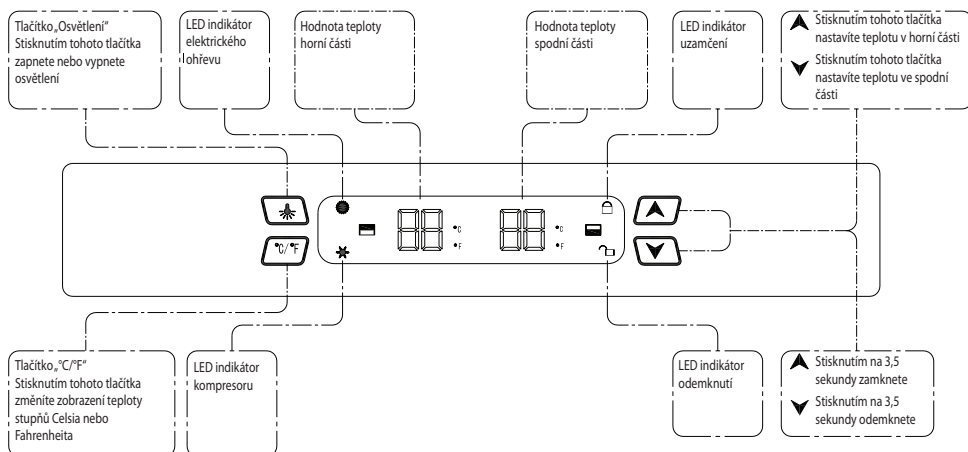 Tlačítko„Osvětlení"
Stisknutím tohoto tlačítka
zapnete nebo vypnete
osvětlení
LED indikátor
elektrického
ohřevu
Hodnota teploty
horní části
Hodnota teploty
spodní části
LED indikátor
uzamčení
Stisknutím tohoto tlačítka
nastavíte teplotu v horní části
Stisknutím tohoto tlačítka
nastavíte teplotu ve spodní
části
°C/°F
88
°C
°F
88
°C
°F
Tlačítko„°C/°F"
Stisknutím tohoto tlačítka
změníte zobrazení teploty
stupňů Celsia nebo
Fahrenheita
LED indikátor
kompresoru
LED indikátor
odemknutí
Stisknutím na 3,5
sekundy zamknete
Stisknutím na 3,5
sekundy odemknete